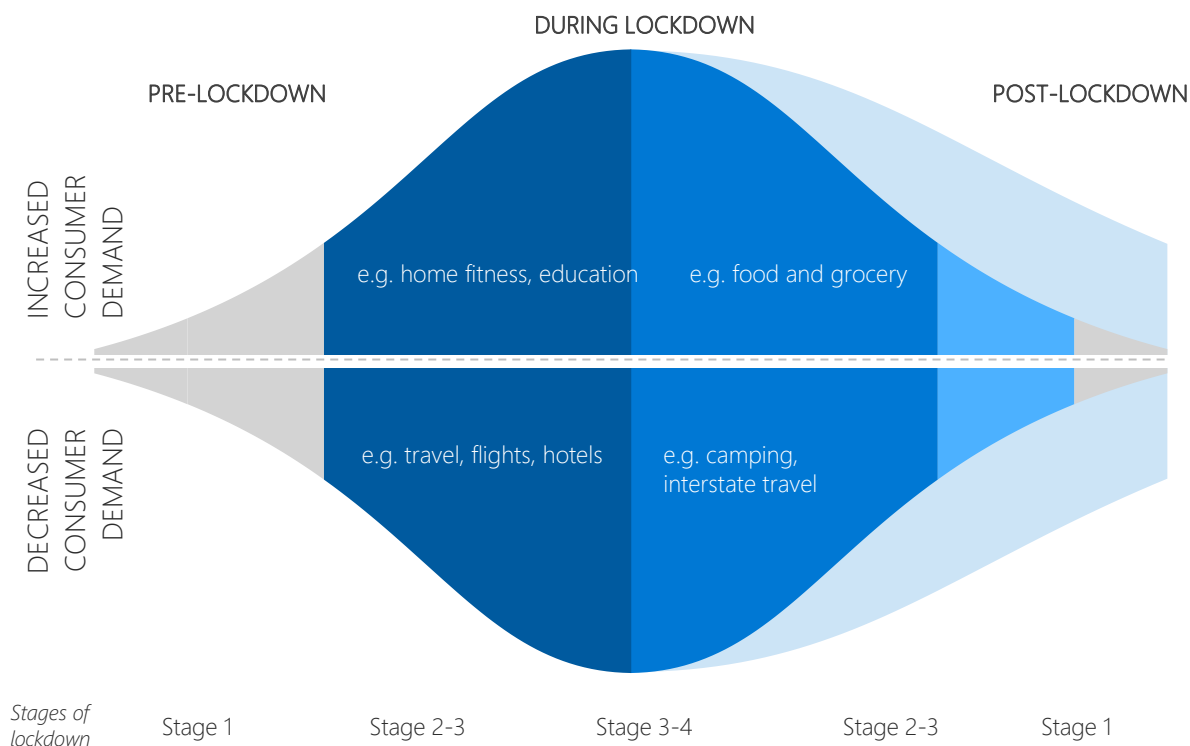 DURING LOCKDOWN
PRE-LOCKDOWN
POST-LOCKDOWN
INCREASED
CONSUMER
DEMAND
e.g. home fitness, education
e.g. food and grocery
DECREASED
CONSUMER
DEMAND
e.g. travel, flights, hotels
e.g. camping,
interstate travel
Stages of
lockdown
Stage 1
Stage 2-3
Stage 3-4
Stage 2-3
Stage 1